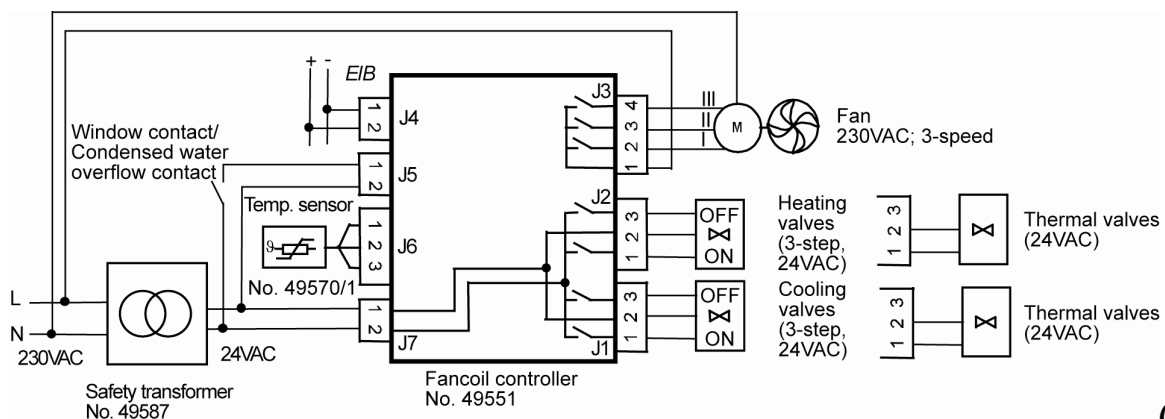 + - EIB
1
2
J4
J3
4
3
2
1
III
II
I
M
Fan
230VAC; 3-speed
Window contact/
Condensed water
overflow contact
1
2
J5
Temp. sensor
ϑ
No. 49570/1
1
2
3
J6
J2
3
2
1
OFF
ON
Heating
valves
(3-step,
24VAC)
3
2
1
Thermal valves
(24VAC)
L
N
230VAC
24VAC
1
2
J7
J1
3
2
1
OFF
ON
Cooling
valves
(3-step,
24VAC)
3
2
1
Thermal valves
(24VAC)
Safety transformer
No. 49587
Fancoil controller
No. 49551